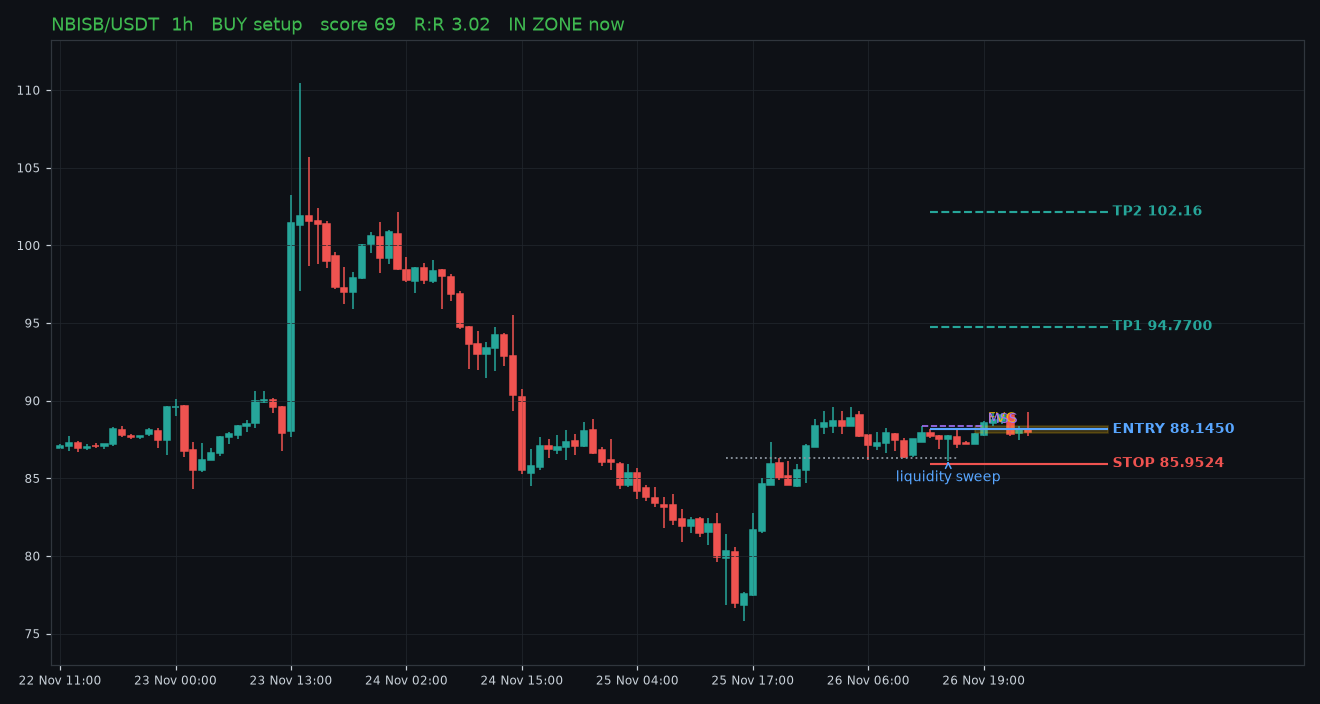 NBISB/USDT 1h BUY setup score 69 R:R 3.02 IN ZONE now
110
105
100
95
90
85
80
75
TP2 102.16
TP1 94.7700
FVG
ENTRY 88.1450
STOP 85.9524
liquidity sweep
22 Nov 11:00
23 Nov 00:00
23 Nov 13:00
24 Nov 02:00
24 Nov 15:00
25 Nov 04:00
25 Nov 17:00
26 Nov 06:00
26 Nov 19:00